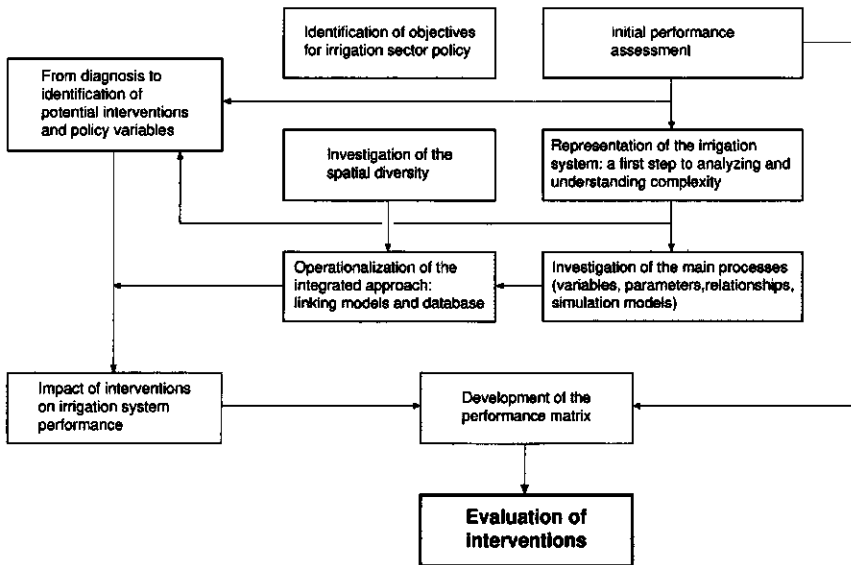 Identification of objectives
for irrigation sector policy
Initial performance
assessment
From diagnosis to
identification of
potential interventions
and policy variables
Investigation of the
spatial diversity
Representation of the irrigation
system: a first step to analyzing and
understanding complexity
Operationalization of the
integrated approach:
linking models and database
Investigation of the main processes
(variables, parameters,relationships,
simulation models)
Impact of interventions
on irrigation system
performance
Development of the
performance matrix
Evaluation of
interventions